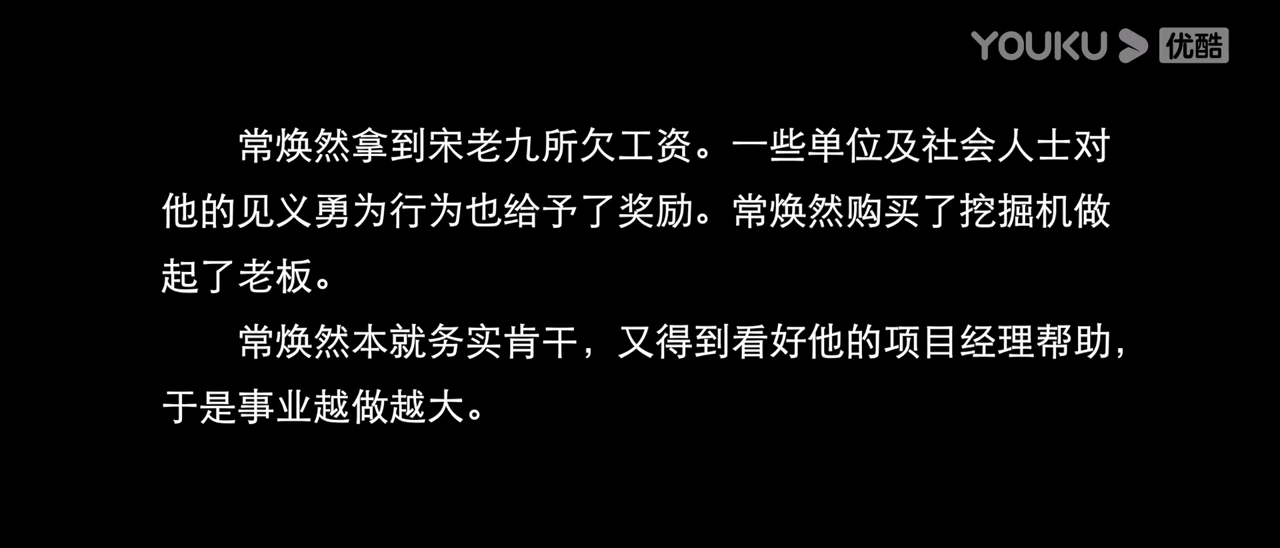 YOUKU 优酷
常焕然拿到宋老九所欠工资。一些单位及社会人士对
他的见义勇为行为也给予了奖励。常焕然购买了挖掘机做
起了老板。
常焕然本就务实肯干，又得到看好他的项目经理帮助，
于是事业越做越大。